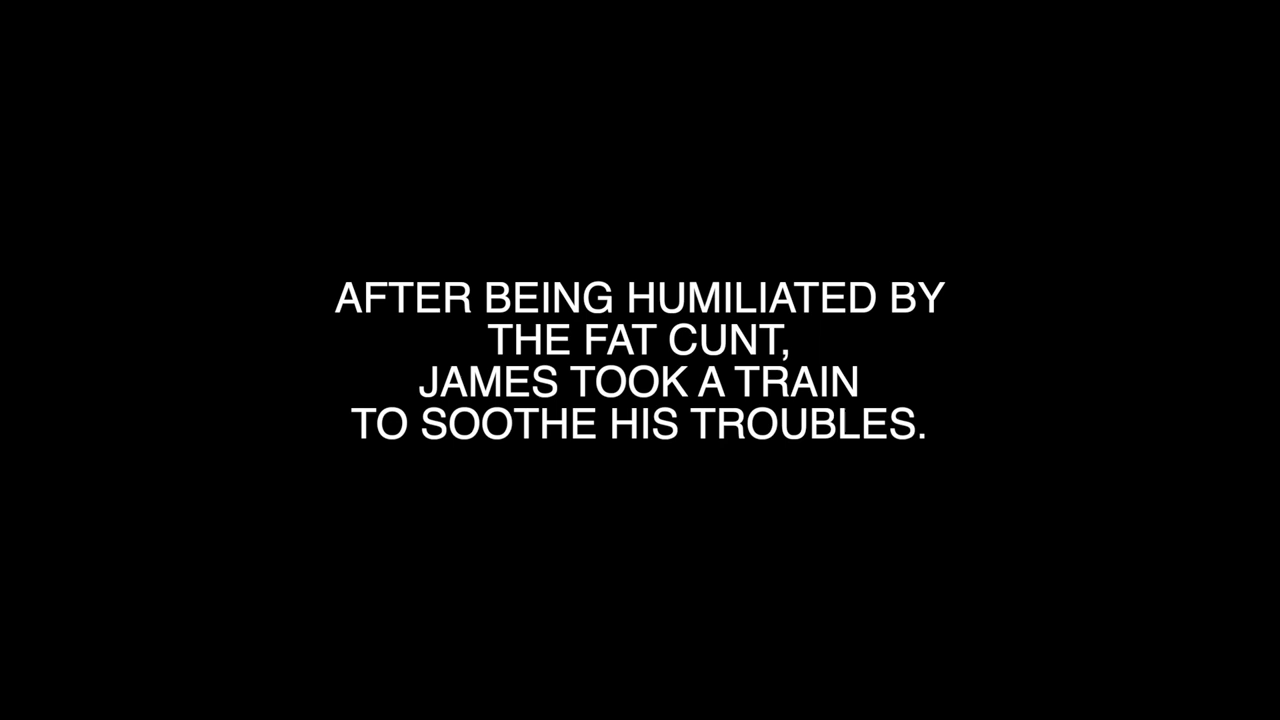 AFTER BEING HUMILIATED BY
THE FAT CUNT,
JAMES TOOK A TRAIN
TO SOOTHE HIS TROUBLES.